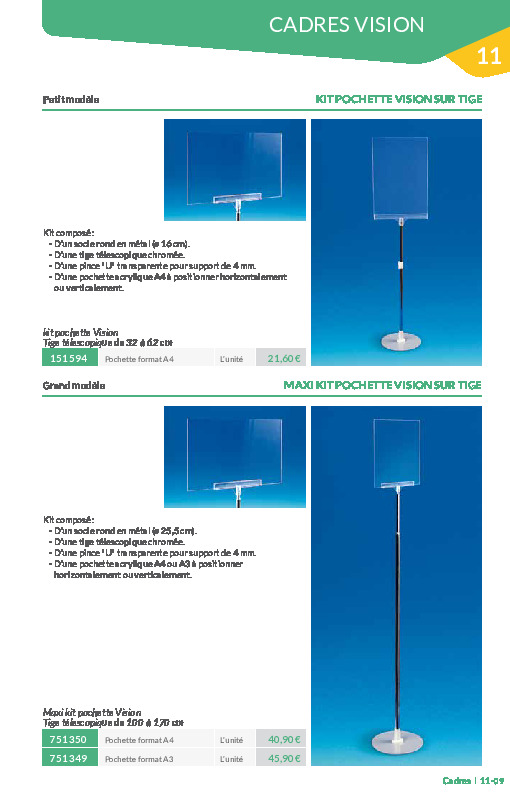 CADRES VISION
11
Petit modèle
KIT POCHETTE VISION SUR TIGE
Kit composé :
- D'un socle rond en métal (ø 16 cm).
- D'une tige télescopique chromée.
- D'une pince "U" transparente pour support de 4 mm.
- D'une pochette acrylique A4 à positionner horizontalement
ou verticalement.
kit pochette Vision
Tige télescopique de 32 à 62 cm
151 594 Pochette format A4 L'unité 21,60 €
Grand modèle
MAXI KIT POCHETTE VISION SUR TIGE
Kit composé :
- D'un socle rond en métal (ø 25,5 cm).
- D'une tige télescopique chromée.
- D'une pince "U" transparente pour support de 4 mm.
- D'une pochette acrylique A4 ou A3 à positionner
horizontalement ou verticalement.
Maxi kit pochette Vision
Tige télescopique de 100 à 170 cm
751 350 Pochette format A4 L'unité 40,90 €
751 349 Pochette format A3 L'unité 45,90 €
Cadres | 11-09